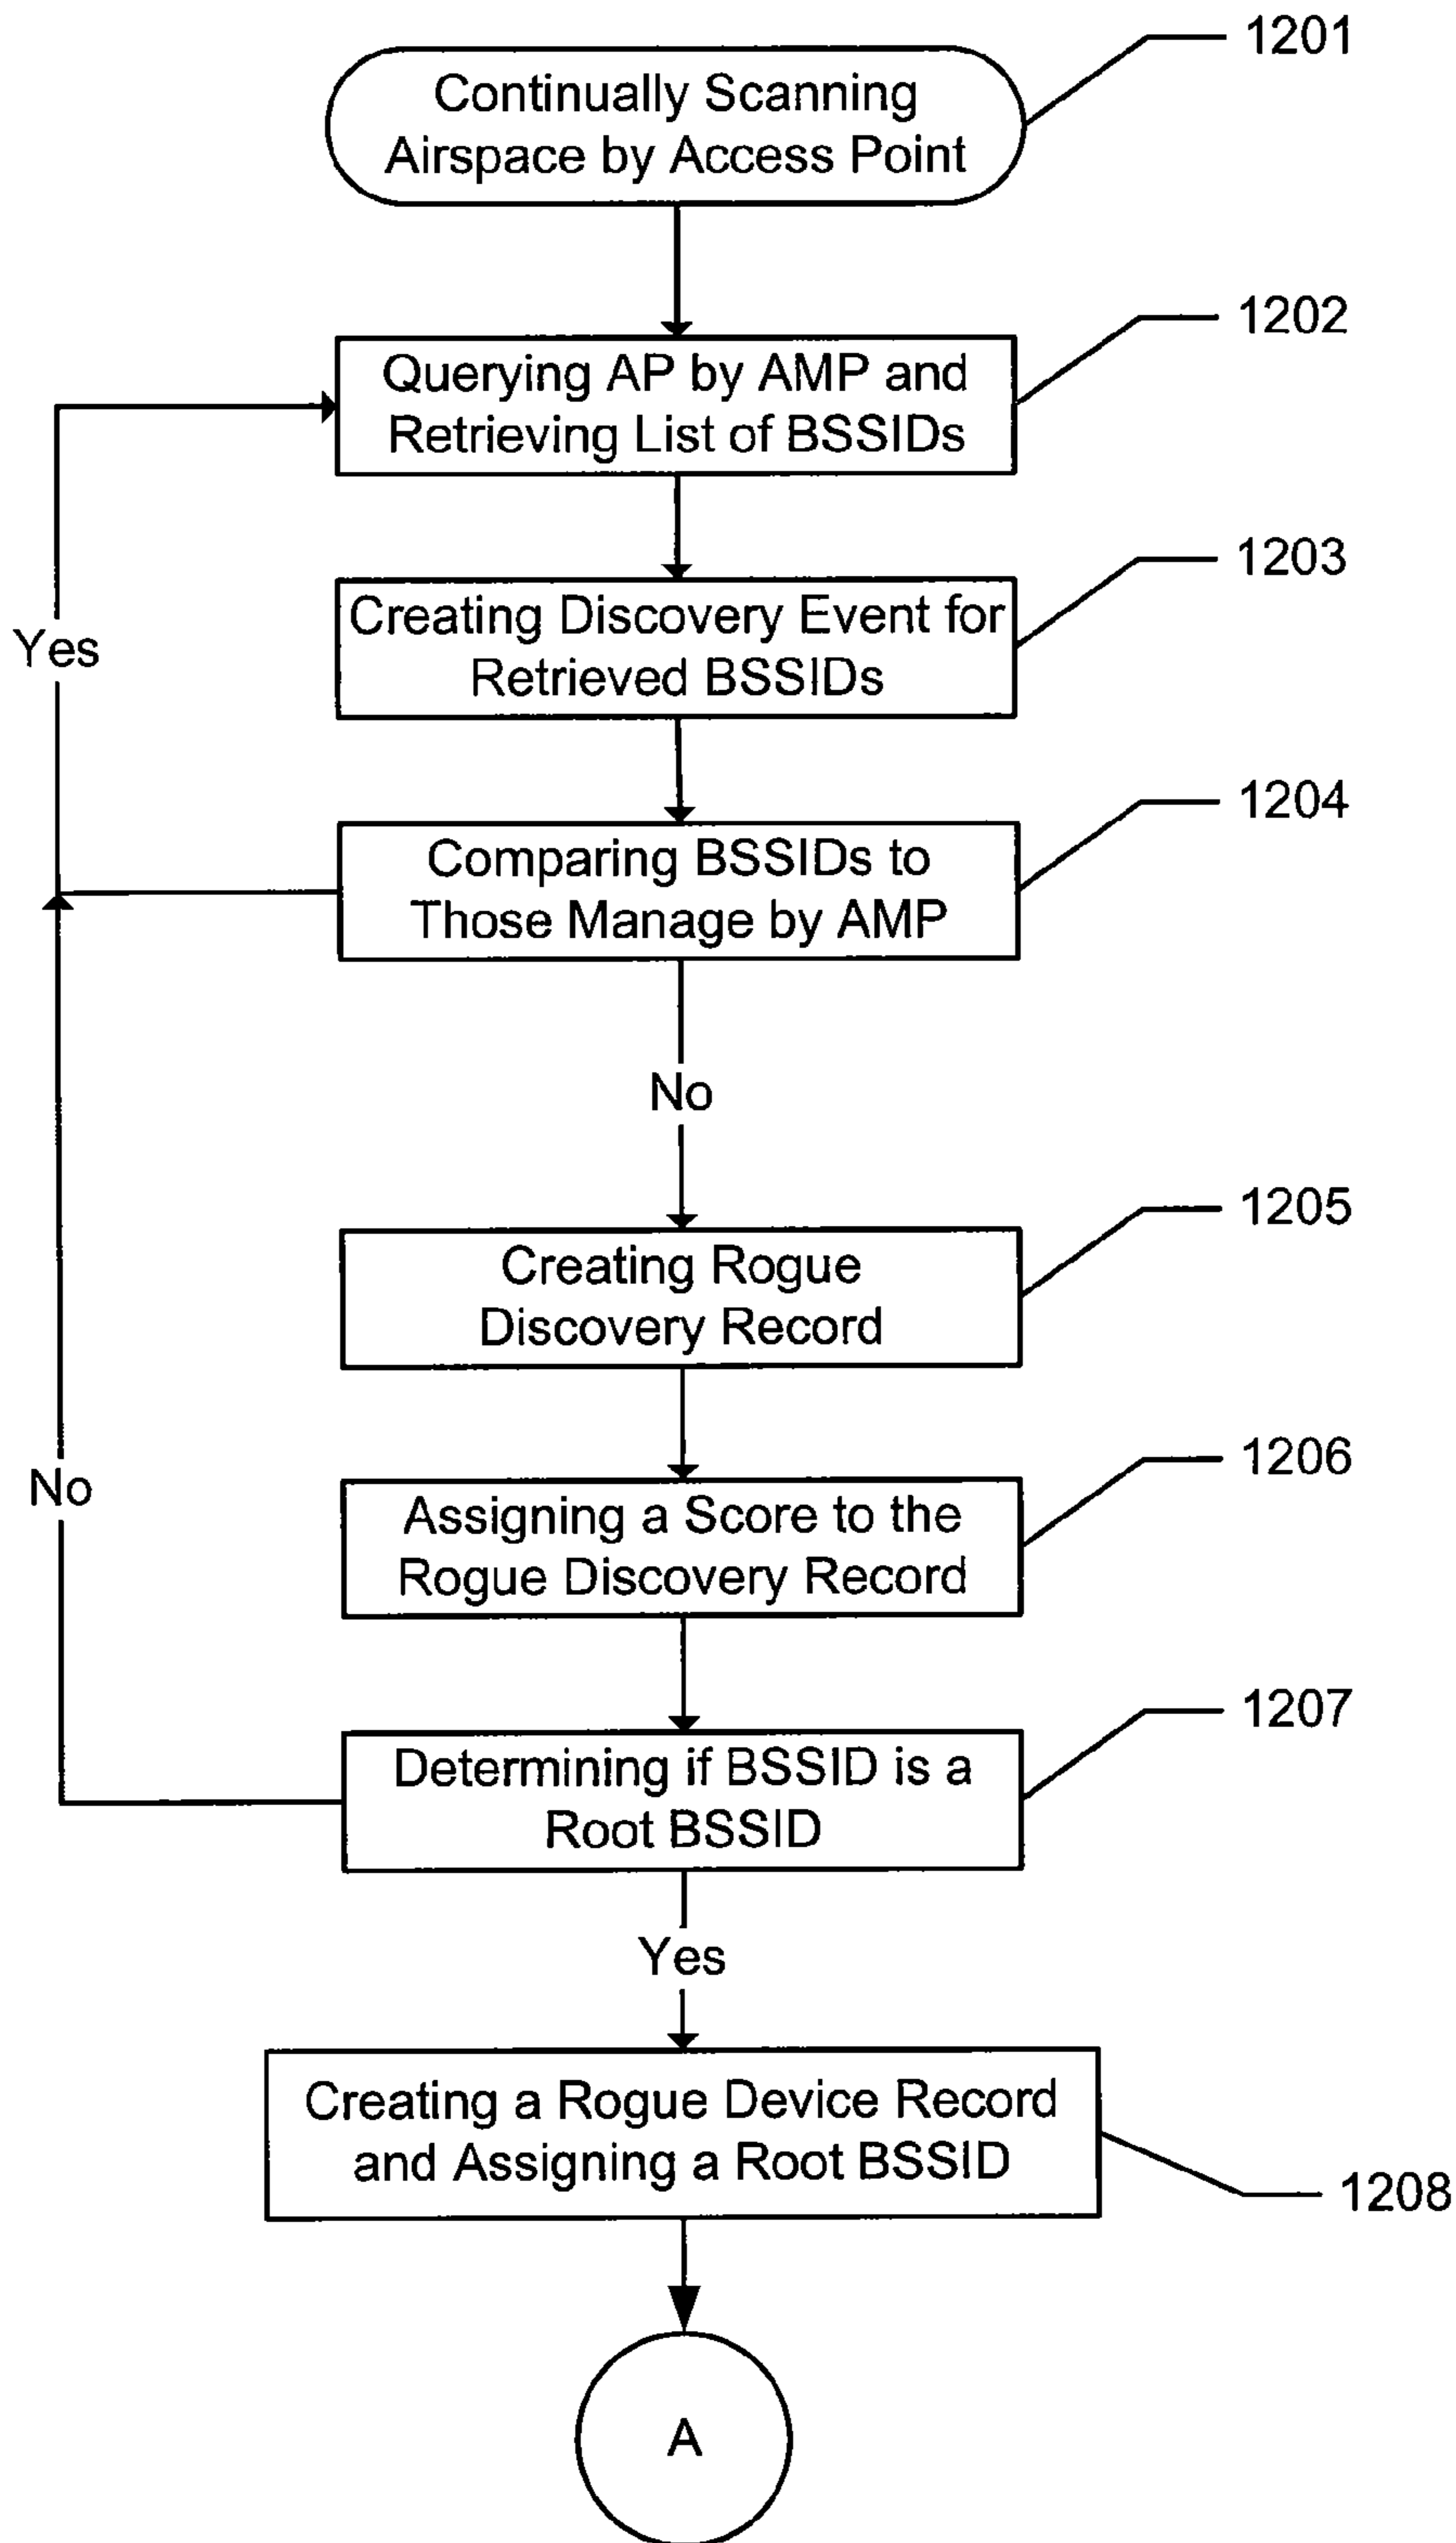 1201
Continually Scanning
Airspace by Access Point
1202
Querying AP by AMP and
Retrieving List of BSSIDs
1203
Creating Discovery Event for
Retrieved BSSIDs
Yes
1204
Comparing BSSIDs to
Those Manage by AMP
No
1205
Creating Rogue
Discovery Record
1206
Assigning a Score to the
Rogue Discovery Record
No
1207
Determining if BSSID is a
Root BSSID
Yes
Creating a Rogue Device Record
and Assigning a Root BSSID
1208
A